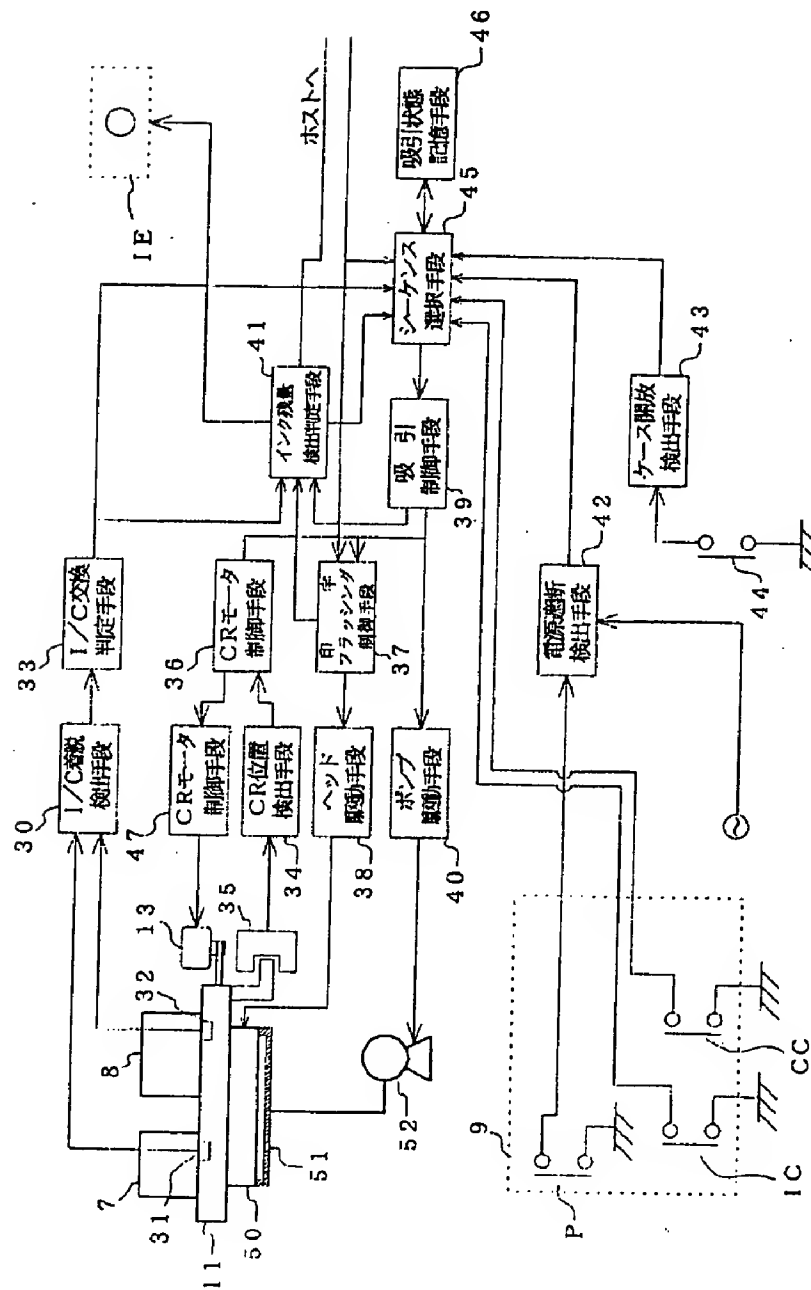 IE
ホストへ
46
吸引状態
記憶手段
45
シーケンス
選択手段
41
インク残量
検出判定手段
吸引
制御手段
39
43
ケース開放
検出手段
44
42
電源遮断
検出手段
33
I/C交換
判定手段
36
CRモータ
制御手段
印字
フラッシング
制御手段
37
30
I/C着脱
検出手段
47
CRモータ
制御手段
CR位置
検出手段
34
ヘッド
駆動手段
38
ポンプ
駆動手段
40
13
35
32
8
7
31
11
50
51
52
9
P
IC
CC